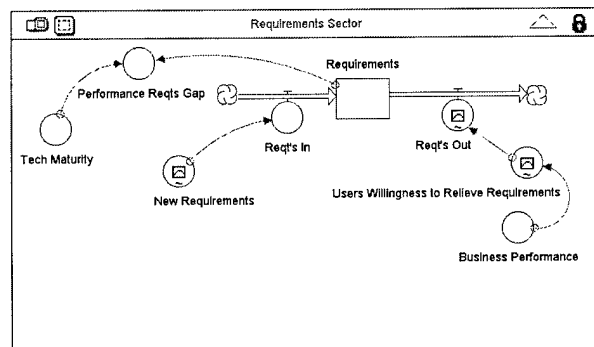 Requirements Sector
Requirements
Performance Reqts Gap
Tech Maturity
Reqt's In
Reqt's Out
New Requirements
Users Willingness to Relieve Requirements
Business Performance